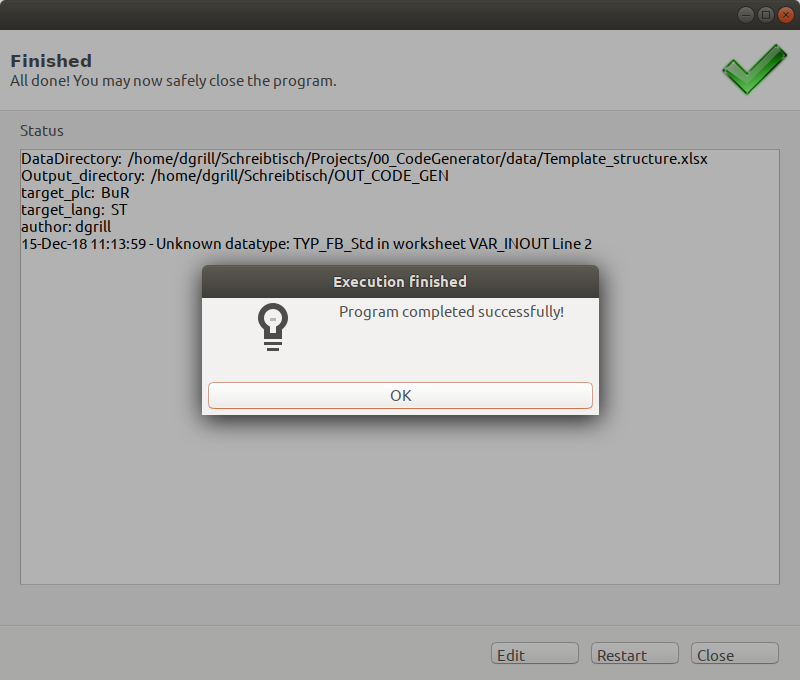 Finished
All done! You may now safely close the program.
Status
DataDirectory: /home/dgrill/Schreibtisch/Projects/00_CodeGenerator/data/Template_structure.xlsx
Output_directory: /home/dgrill/Schreibtisch/OUT_CODE_GEN
target_plc: BuR
target_lang: ST
author: dgrill
15-Dec-18 11:13:59 - Unknown datatype: TYP_FB_Std in worksheet VAR_INOUT Line 2
Execution finished
Program completed successfully!
OK
Edit Restart Close